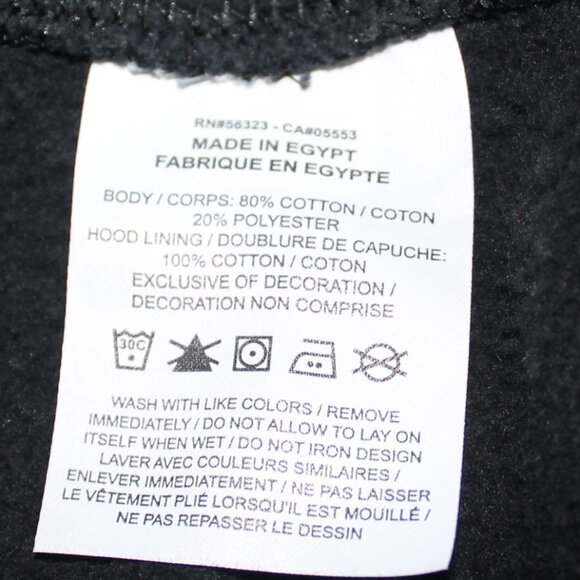 RN#56323 - CA#05553
MADE IN EGYPT
FABRIQUE EN EGYPTE
BODY / CORPS: 80% COTTON / COTON
20% POLYESTER
HOOD LINING / DOUBLURE DE CAPUCHE:
100% COTTON / COTON
EXCLUSIVE OF DECORATION /
DECORATION NON COMPRISE
30C
WASH WITH LIKE COLORS / REMOVE
IMMEDIATELY / DO NOT ALLOW TO LAY ON
ITSELF WHEN WET / DO NOT IRON DESIGN
LAVER AVEC COULEURS SIMILAIRES /
ENLEVER IMMEDIATEMENT / NE PAS LAISSER
LE VÊTEMENT PLIÉ LORSQU'IL EST MOUILLÉ /
NE PAS REPASSER LE DESSIN